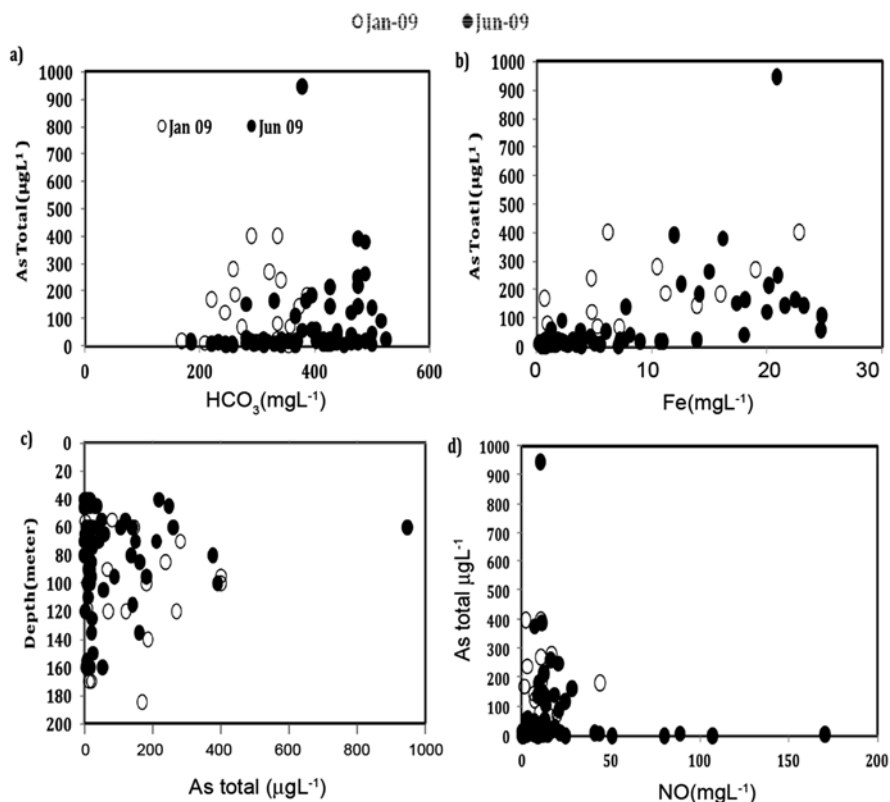 Jan-09 Jun-09
a)
1000
900
800
700
600
500
400
300
200
100
0
As Total(µgL¹)
Jan 09 Jun 09
0 200 400 600
HCO₃(mgL⁻¹)
b)
1000
900
800
700
600
500
400
300
200
100
0
As Toatl(µgL¹)
0 10 20 30
Fe(mgL⁻¹)
c)
0
20
40
60
80
100
120
140
160
180
200
Depth(meter)
0 200 400 600 800 1000
As total (µgL⁻¹)
d)
1000
900
800
700
600
500
400
300
200
100
0
As total µgL⁻¹
0 50 100 150 200
NO(mgL⁻¹)